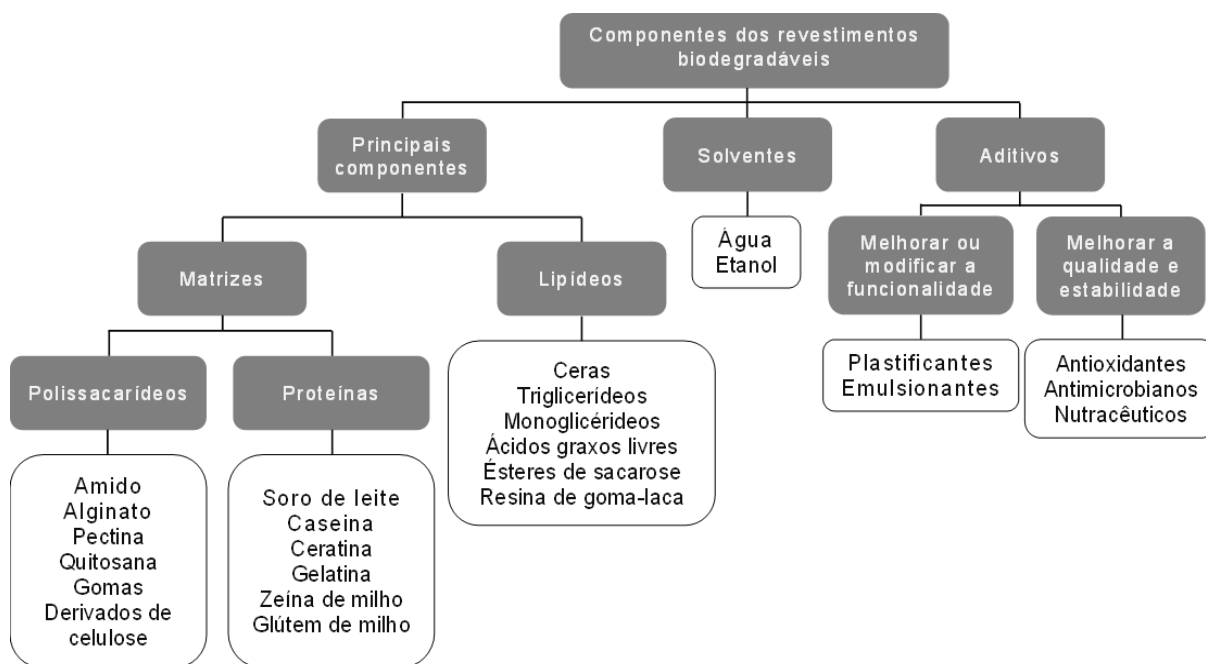 Componentes dos revestimentos
biodegradáveis
Principais
componentes
Solventes
Aditivos
Água
Etanol
Melhorar ou
modificar a
funcionalidade
Melhorar a
qualidade e
estabilidade
Matrizes
Lipídeos
Plastificantes
Emulsionantes
Antioxidantes
Antimicrobianos
Nutracêuticos
Polissacarídeos
Proteínas
Ceras
Triglicerídeos
Monoglicérideos
Ácidos graxos livres
Ésteres de sacarose
Resina de goma-laca
Amido
Alginato
Pectina
Quitosana
Gomas
Derivados de
celulose
Soro de leite
Caseina
Ceratina
Gelatina
Zeína de milho
Glútem de milho